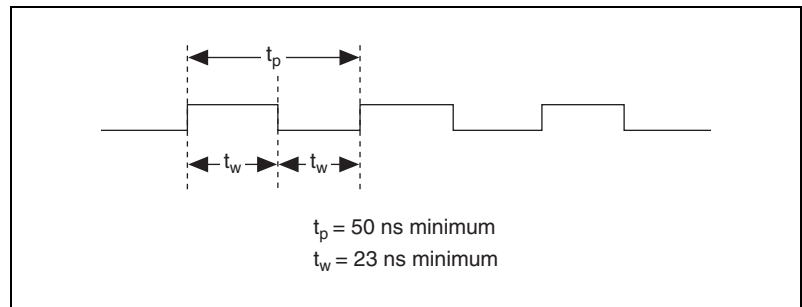 tp
tw tw
tp = 50 ns minimum
tw = 23 ns minimum